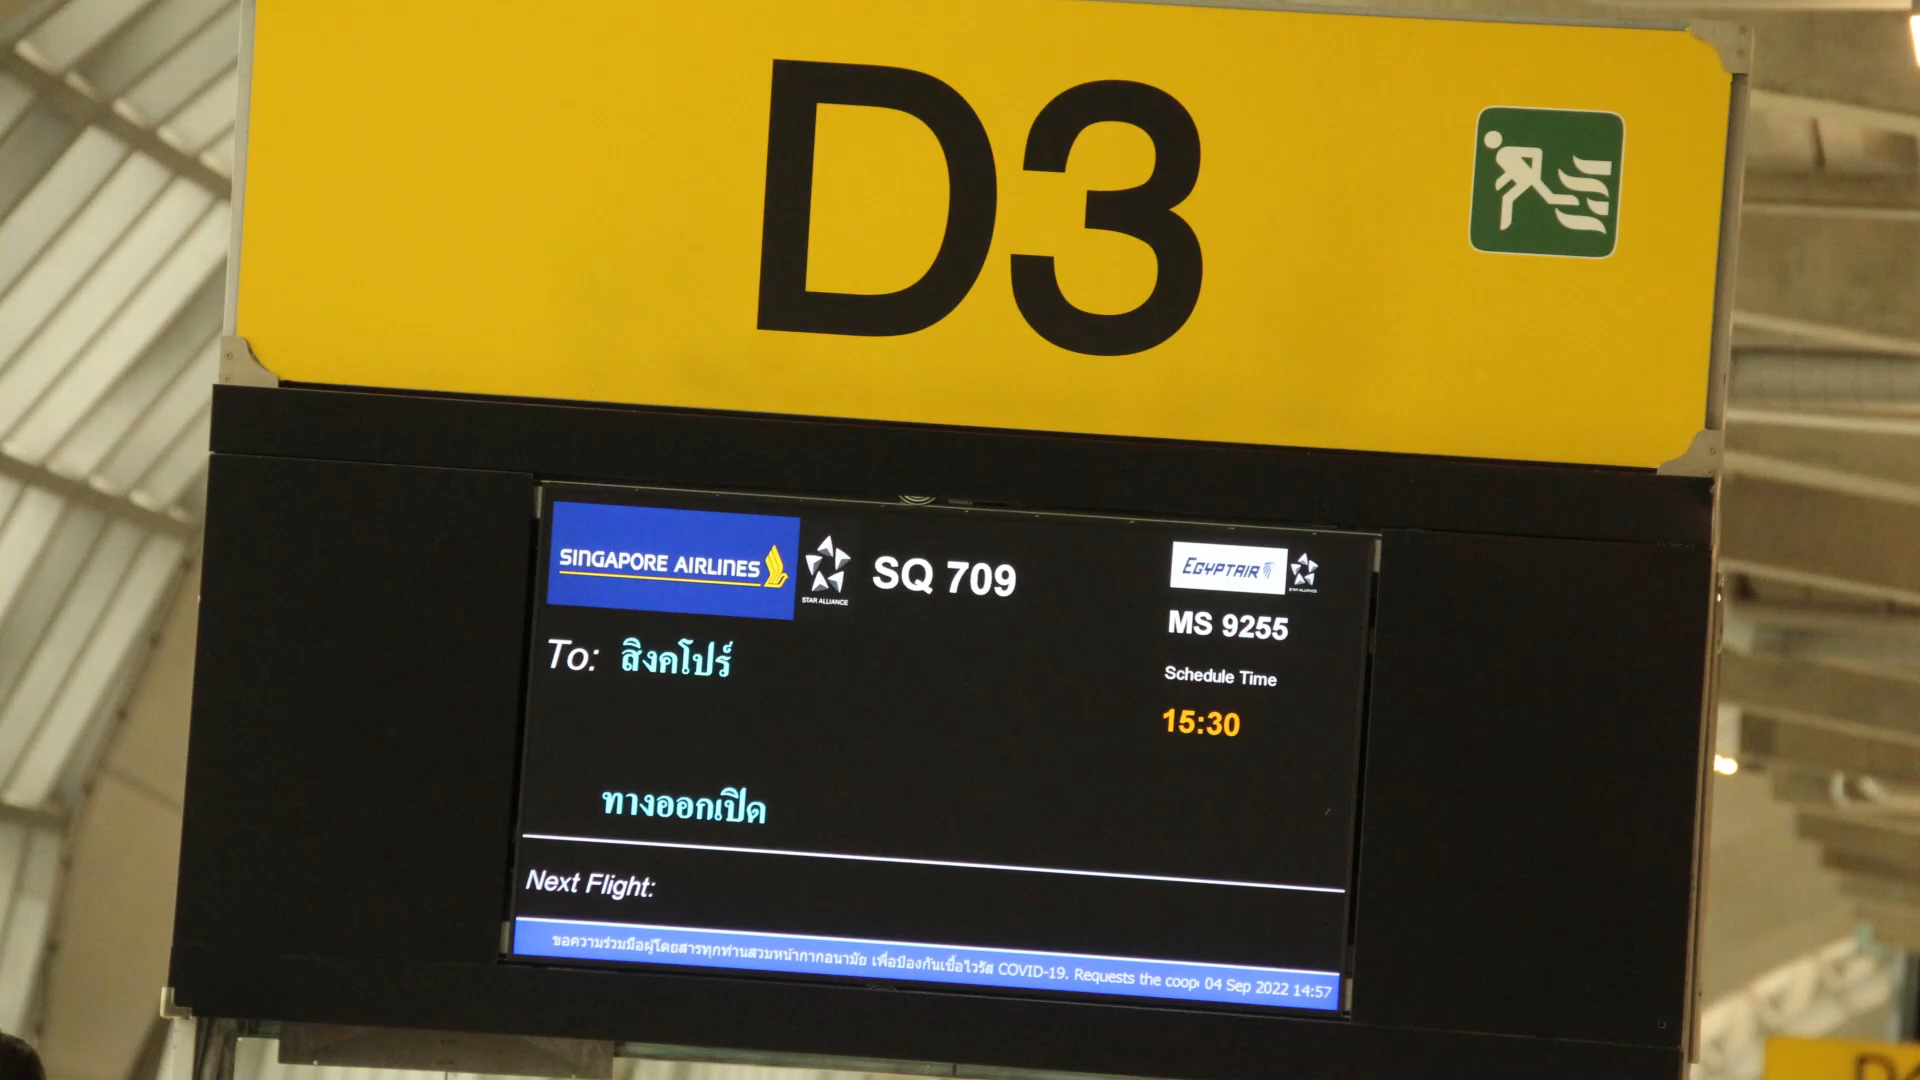 D3
SINGAPORE AIRLINES
STAR ALLIANCE
SQ 709
EGYPTAIR
STAR ALLIANCE
MS 9255
To: สิงคโปร์
Schedule Time
15:30
ทางออกเปิด
Next Flight:
ขอความร่วมมือผู้โดยสารทุกท่านสวมหน้ากากอนามัย เพื่อป้องกันเชื้อไวรัส COVID-19. Requests the coop 04 Sep 2022 14:57